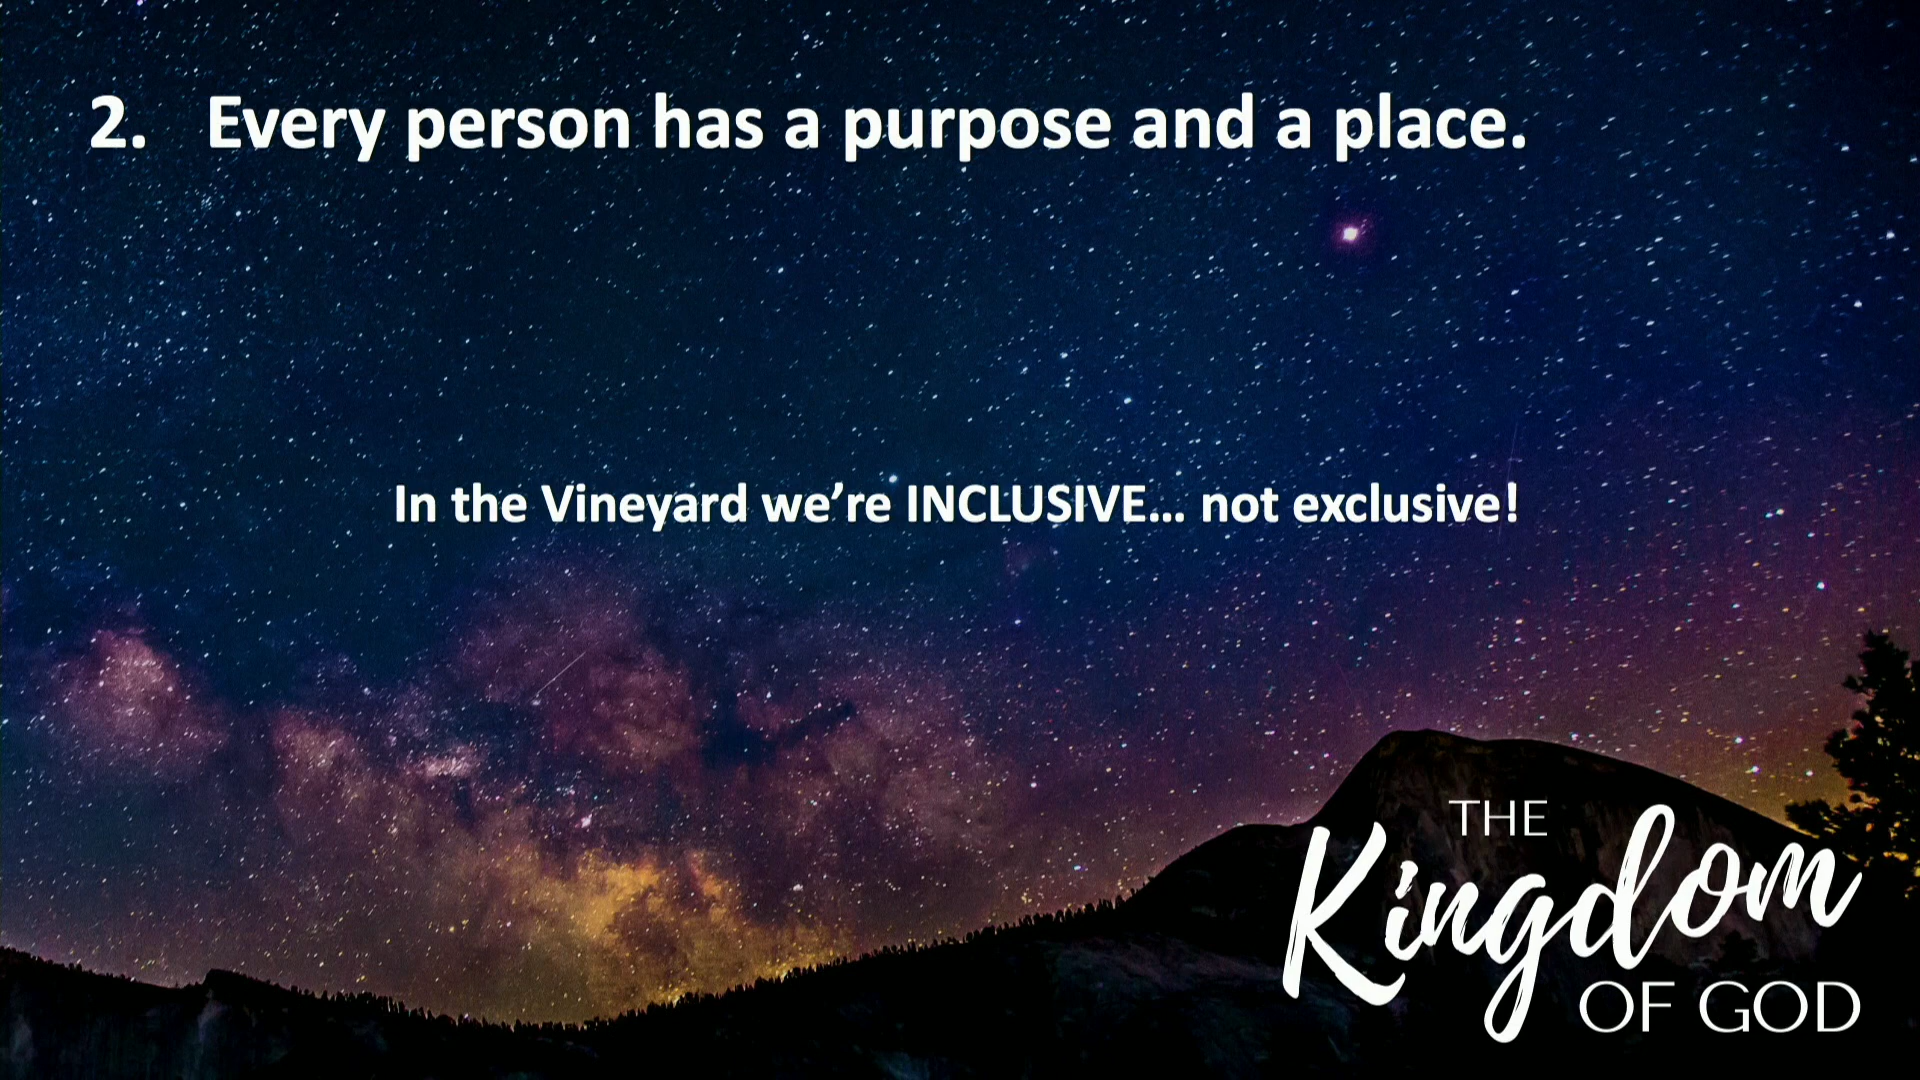 2. Every person has a purpose and a place.
In the Vineyard we’re INCLUSIVE... not exclusive!
THE
Kingdom
OF GOD